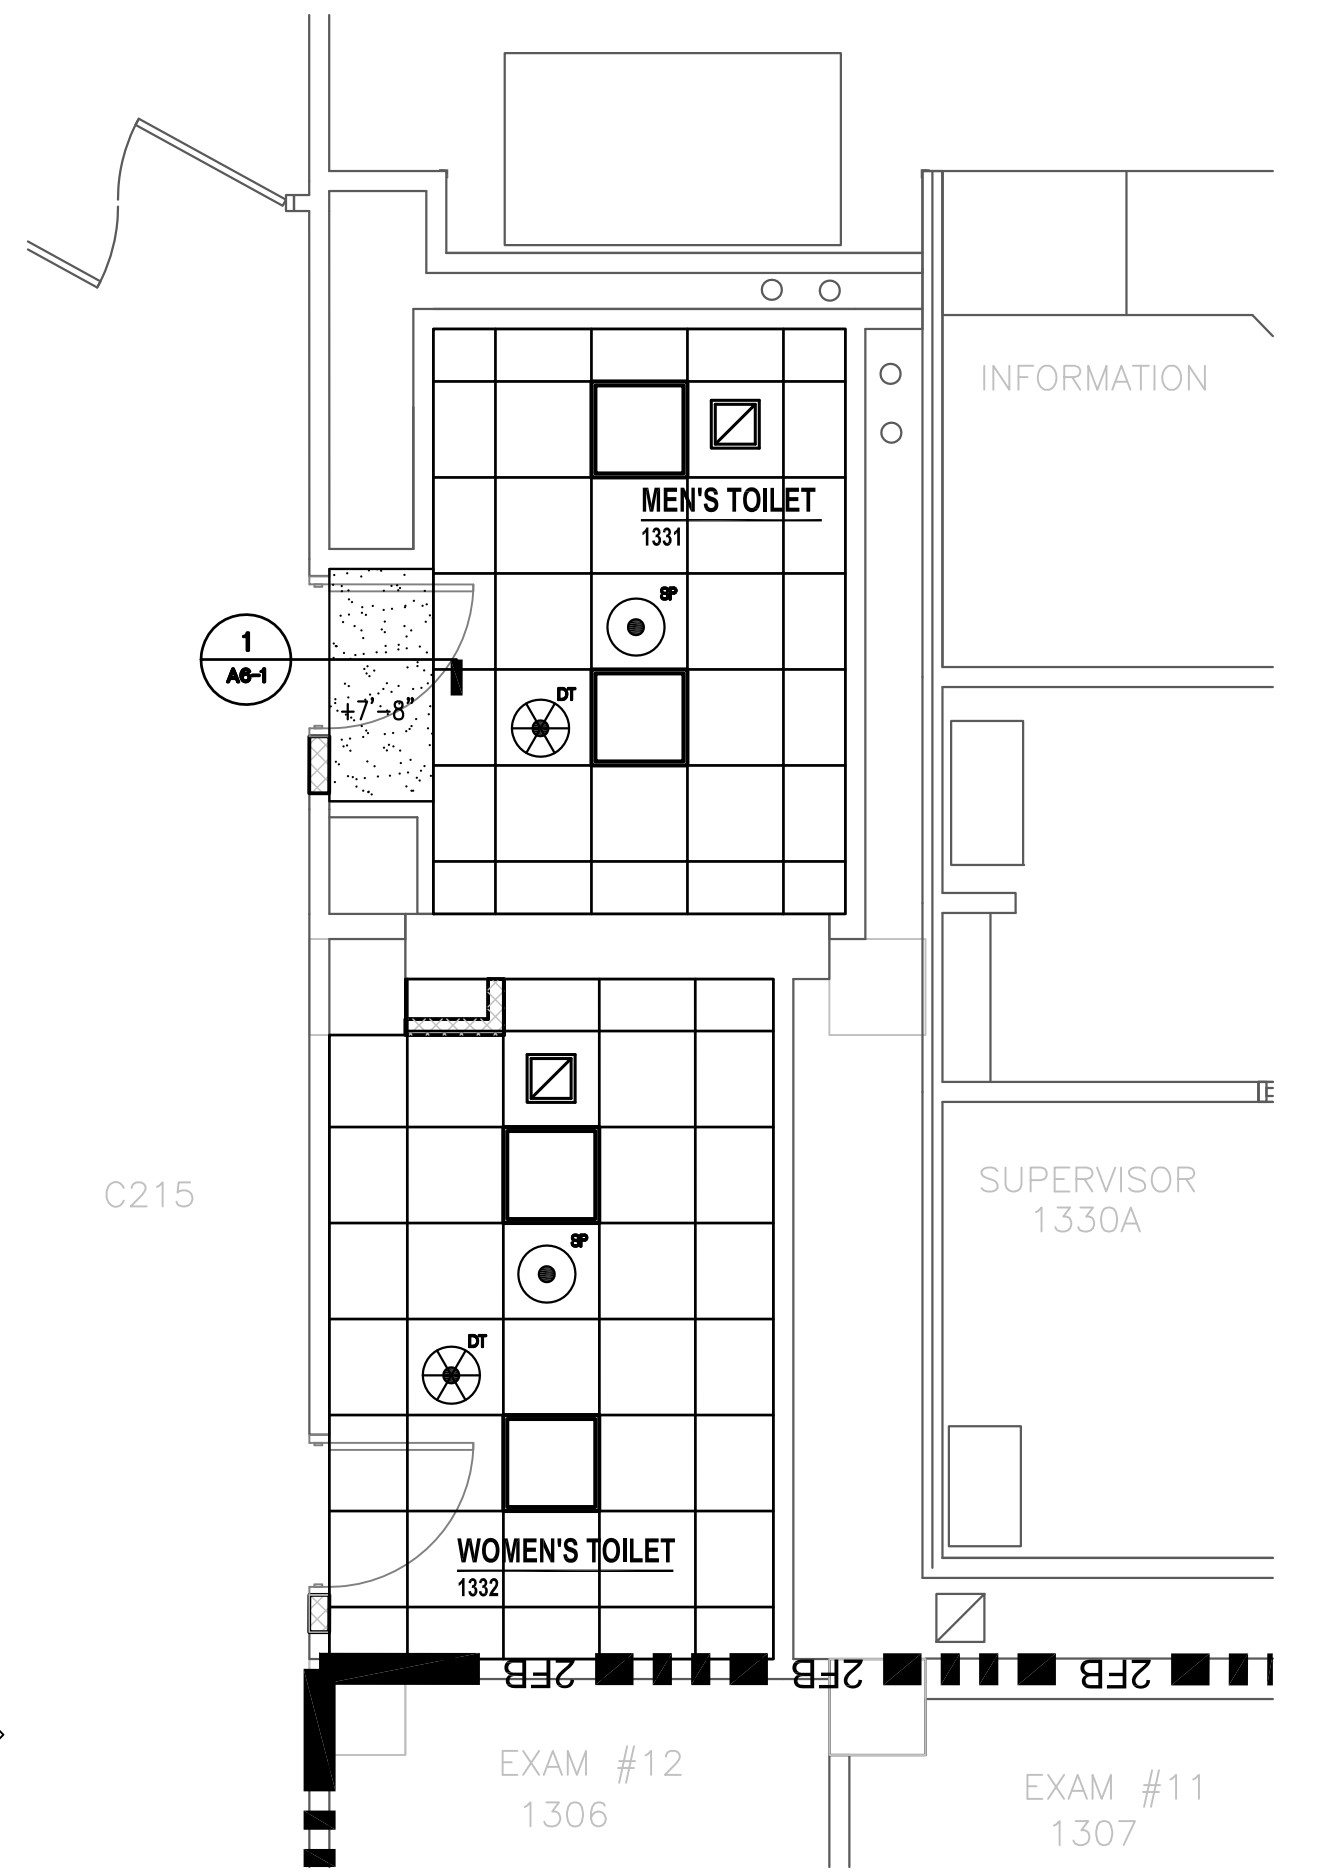 INFORMATION
MEN'S TOILET
1331
SP
1
A6-1
+7'-8"
DT
C215
SUPERVISOR
1330A
SP
DT
WOMEN'S TOILET
1332
2FB
2FB
2FB
EXAM #12
1306
EXAM #11
1307